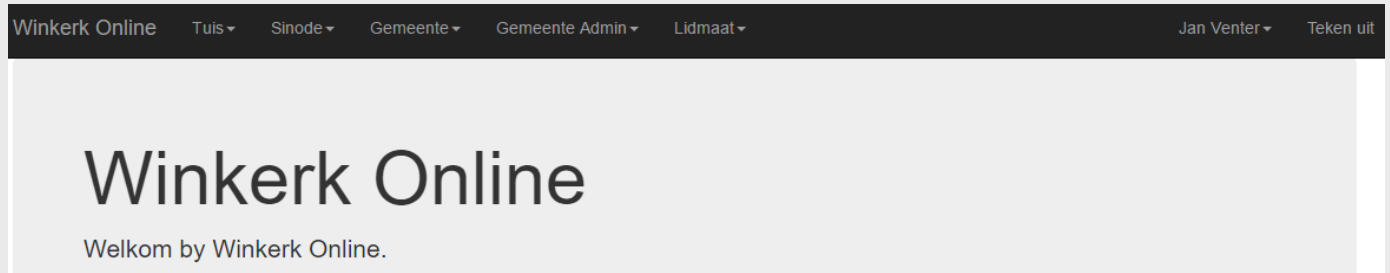 Winkerk Online Tuis Sinode Gemeente Gemeente Admin Lidmaat Jan Venter Teken uit
Winkerk Online
Welkom by Winkerk Online.